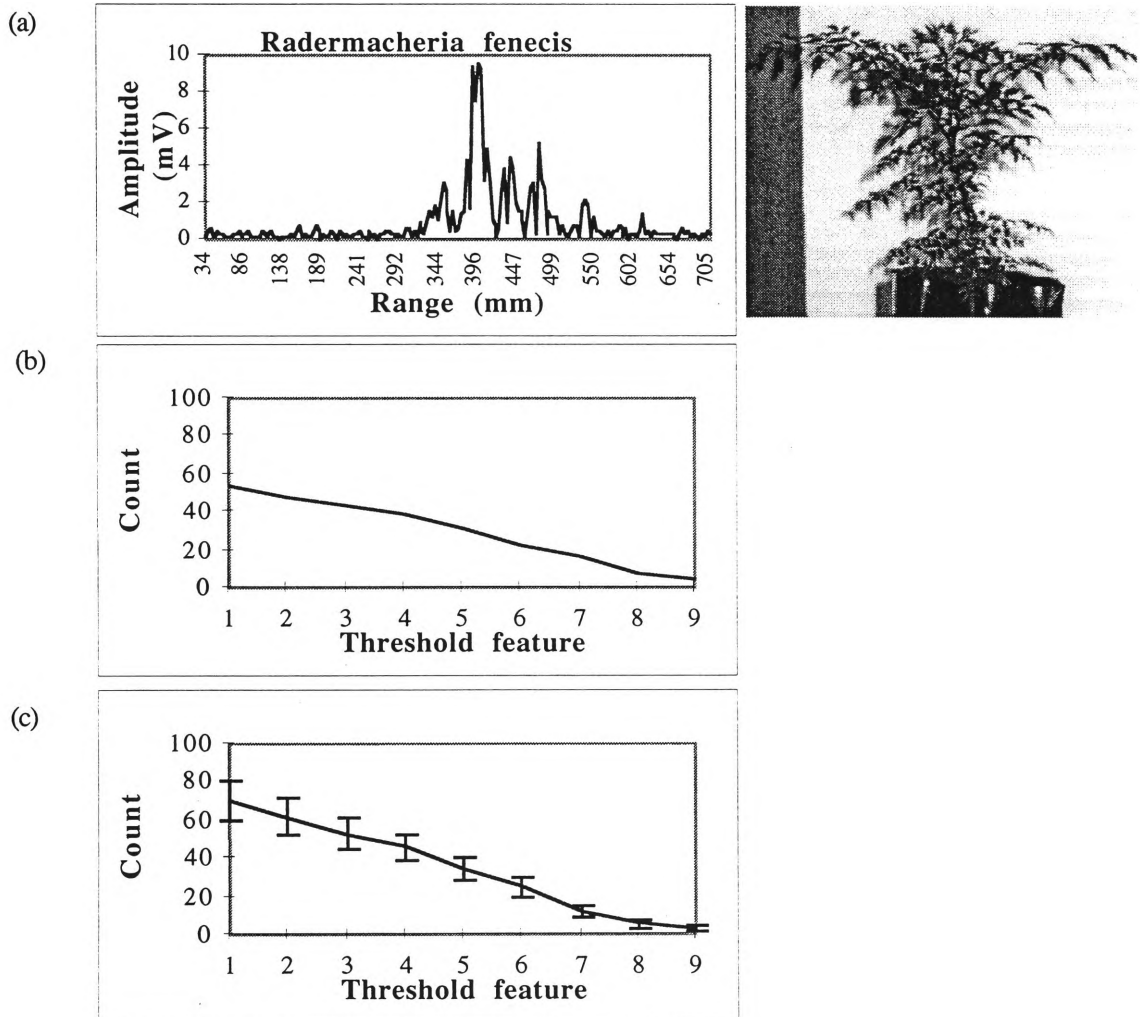 (a)
Radermacheria fenecis
Amplitude
(mV)
10
8
6
4
2
0
34 86 138 189 241 292 344 396 447 499 550 602 654 705
Range (mm)
(b)
Count
100
80
60
40
20
0
1 2 3 4 5 6 7 8 9
Threshold feature
(c)
Count
100
80
60
40
20
0
1 2 3 4 5 6 7 8 9
Threshold feature